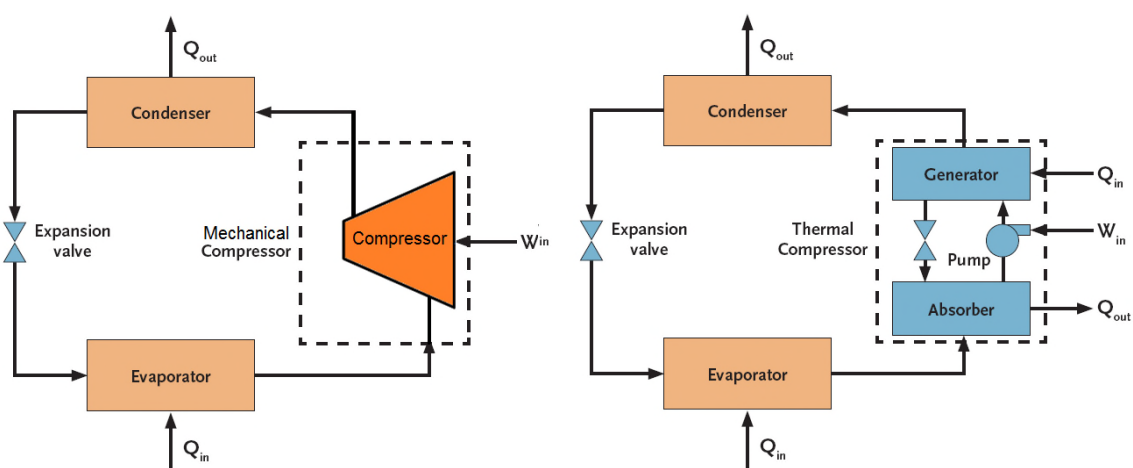 Qout
Condenser
Expansion
valve
Mechanical
Compressor
Compressor
Win
Evaporator
Qin
Qout
Condenser
Generator
Qin
Expansion
valve
Thermal
Compressor
Pump
Win
Absorber
Qout
Evaporator
Qin